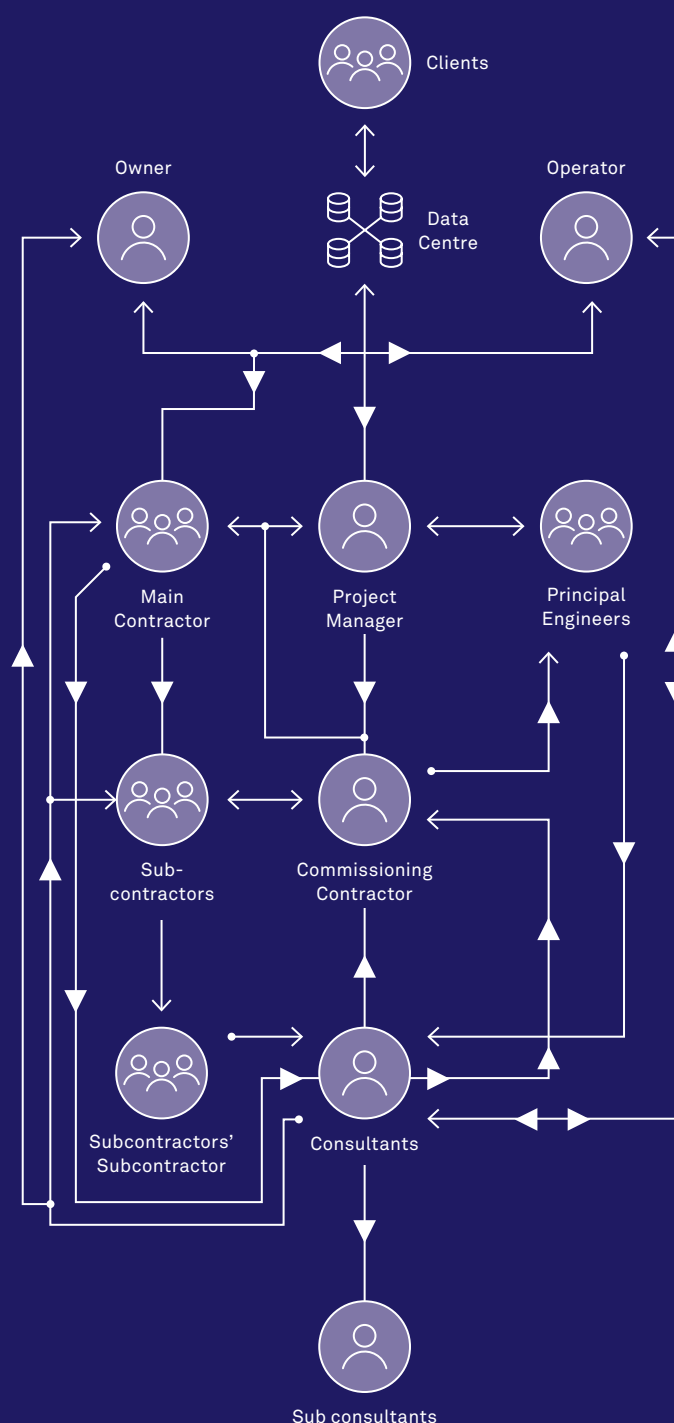 Clients
Owner
Operator
Data
Centre
Main
Contractor
Project
Manager
Principal
Engineers
Sub-
contractors
Commissioning
Contractor
Subcontractors’
Subcontractor
Consultants
Sub consultants